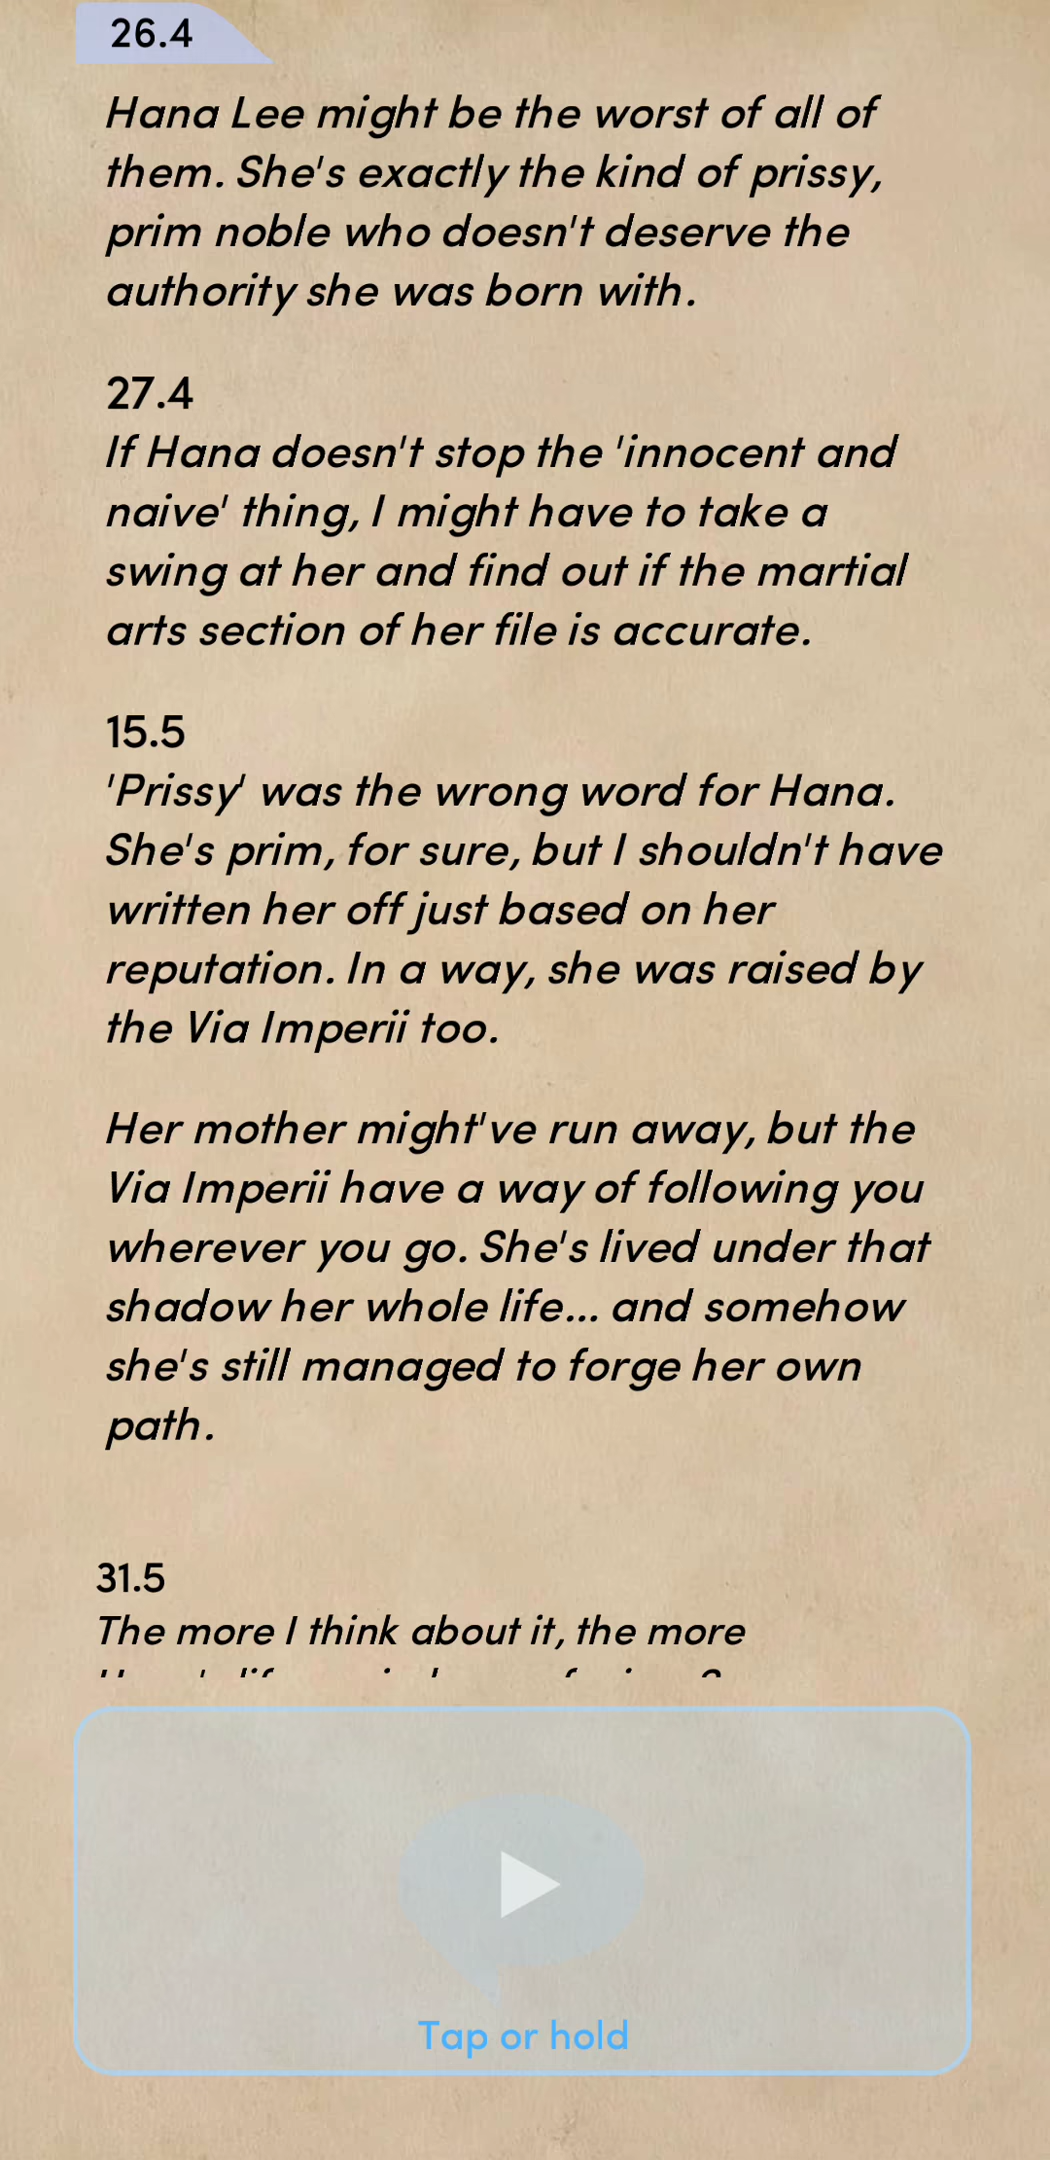 26.4
Hana Lee might be the worst of all of
them. She's exactly the kind of prissy,
prim noble who doesn't deserve the
authority she was born with.
27.4
If Hana doesn't stop the 'innocent and
naive' thing, I might have to take a
swing at her and find out if the martial
arts section of her file is accurate.
15.5
'Prissy' was the wrong word for Hana.
She's prim, for sure, but I shouldn't have
written her off just based on her
reputation. In a way, she was raised by
the Via Imperii too.
Her mother might've run away, but the
Via Imperii have a way of following you
wherever you go. She's lived under that
shadow her whole life... and somehow
she's still managed to forge her own
path.
31.5
The more I think about it, the more
Tap or hold